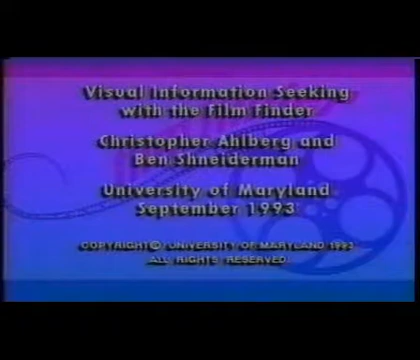 Visual Information Seeking
with the Film Finder
Christopher Ahlberg and
Ben Shneiderman
University of Maryland
September 1993
COPYRIGHT© UNIVERSITY OF MARYLAND 1993
ALL RIGHTS RESERVED